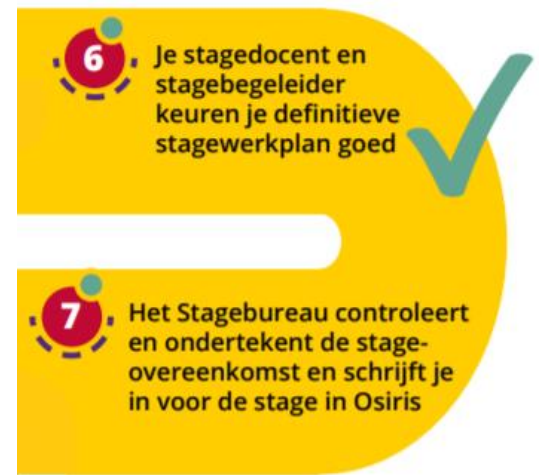 6
Je stagedocent en
stagebegeleider
keuren je definitieve
stagewerkplan goed
7
Het Stagebureau controleert
en ondertekent de stage-
overeenkomst en schrijft je
in voor de stage in Osiris